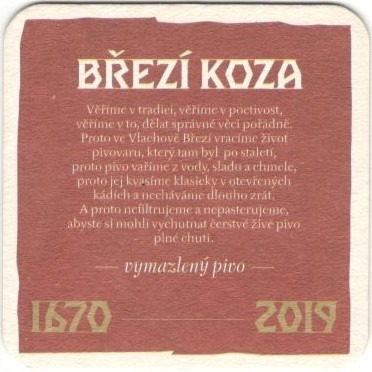 BŘEZÍ KOZA
Věříme v tradici, věříme v poctivost,
věříme v to, dělat správné věci pořádně.
Proto ve Vlachově Březí vracíme život
pivovaru, který tam byl po staletí,
proto pivo vaříme z vody, sladu a chmele,
proto jej kvasíme klasicky v otevřených
kádích a necháváme dlouho zrát.
A proto nefiltrujeme a nepasterujeme,
abyste si mohli vychutnat čerstvé živé pivo
plné chuti.
— vymazlený pivo —
1670 — 2019